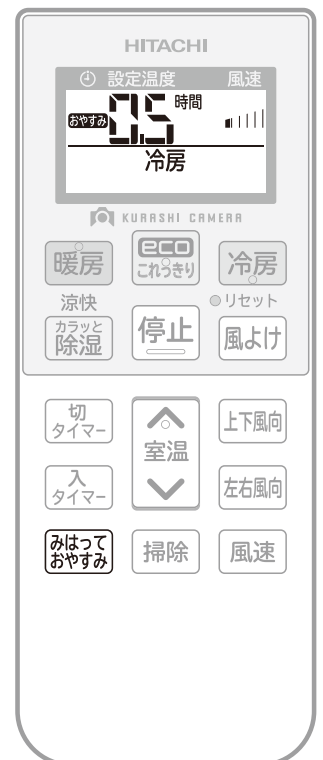 HITACHI
設定温度 風速
おやすみ 0.5 時間
冷房
KURASHI CAMERA
暖房 eco これっきり 冷房
涼快 リセット
カラッと 除湿 停止 風よけ
切タイマー 室温 上下風向
入タイマー 左右風向
みはって おやすみ 掃除 風速